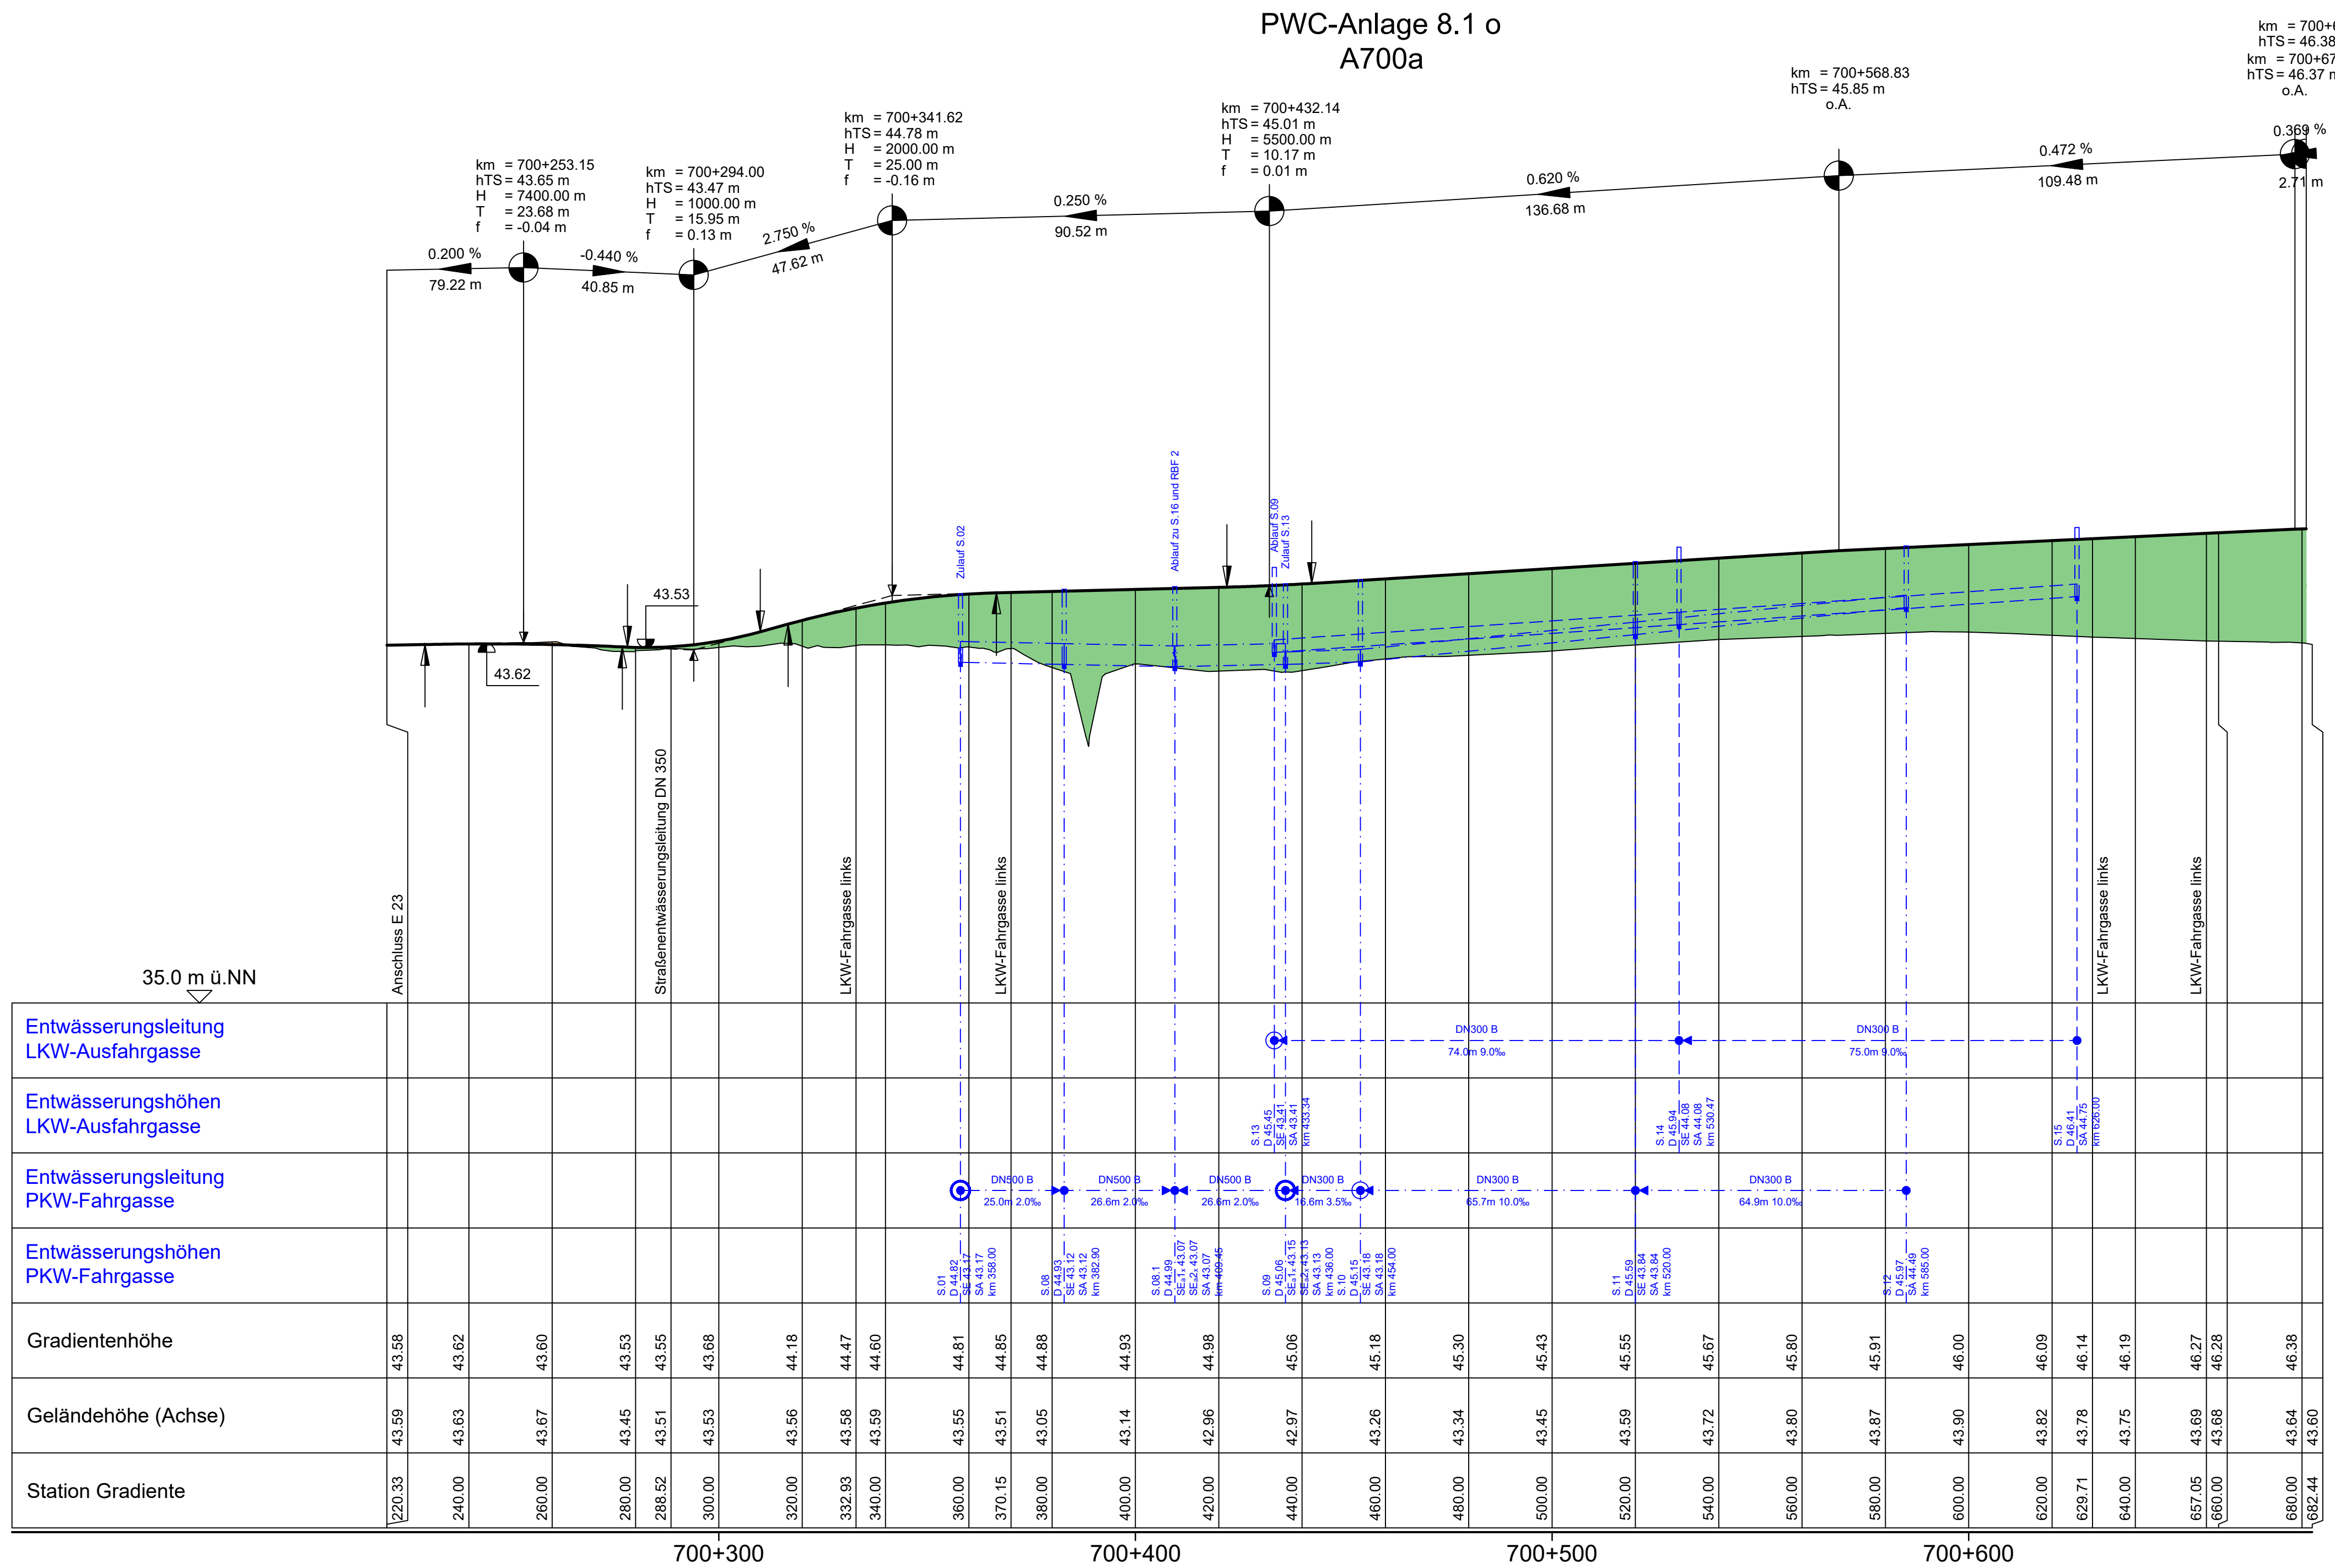 PWC-Anlage 8.1 o
A700a
km = 700+253.15
hTS = 43.65 m
H = 7400.00 m
T = 23.68 m
f = -0.04 m
km = 700+294.00
hTS = 43.47 m
H = 1000.00 m
T = 15.95 m
f = 0.13 m
km = 700+341.62
hTS = 44.78 m
H = 2000.00 m
T = 25.00 m
f = -0.16 m
km = 700+432.14
hTS = 45.01 m
H = 5500.00 m
T = 10.17 m
f = 0.01 m
km = 700+568.83
hTS = 45.85 m
o.A.
km = 700+6
hTS = 46.38
km = 700+67
hTS = 46.37 m
o.A.
0.200 %
79.22 m
-0.440 %
40.85 m
2.750 %
47.62 m
0.250 %
90.52 m
0.620 %
136.68 m
0.472 %
109.48 m
0.369 %
2.71 m
43.62
43.53
Zulauf S.02
Ablauf zu S.16 und RBF 2
Ablauf S.09
Zulauf S.13
Anschluss E 23
Straßenentwässerungsleitung DN 350
LKW-Fahrgasse links
LKW-Fahrgasse links
LKW-Fahrgasse links
LKW-Fahrgasse links
35.0 m ü.NN
Entwässerungsleitung
LKW-Ausfahrgasse
DN300 B
74.0m 9.0‰
DN300 B
75.0m 9.0‰
Entwässerungshöhen
LKW-Ausfahrgasse
S.13
D 45.45
SE 43.41
SA 43.41
km 433.34
S.14
D 45.94
SE 44.08
SA 44.08
km 530.47
S.15
D 46.41
SA 44.75
km 626.00
Entwässerungsleitung
PKW-Fahrgasse
DN500 B
25.0m 2.0‰
DN500 B
26.6m 2.0‰
DN500 B
26.6m 2.0‰
DN300 B
16.6m 3.5‰
DN300 B
65.7m 10.0‰
DN300 B
64.9m 10.0‰
Entwässerungshöhen
PKW-Fahrgasse
S.01
D 44.82
SE 43.17
SA 43.17
km 358.00
S.08
D 44.93
SE 43.12
SA 43.12
km 382.90
S.08.1
D 44.99
SEa1x 43.07
SEa2x 43.07
SA 43.07
km 409.45
S.09
D 45.06
SEa1x 43.15
SEa2x 43.13
SA 43.13
km 436.00
S.10
D 45.15
SE 43.18
SA 43.18
km 454.00
S.11
D 45.59
SE 43.84
SA 43.84
km 520.00
S.12
D 45.97
SA 44.49
km 585.00
Gradientenhöhe
43.58 43.62 43.60 43.53 43.55 43.68 44.18 44.47 44.60 44.81 44.85 44.88 44.93 44.98 45.06 45.18 45.30 45.43 45.55 45.67 45.80 45.91 46.00 46.09 46.14 46.19 46.27 46.28 46.38
Geländehöhe (Achse)
43.59 43.63 43.67 43.45 43.51 43.53 43.56 43.58 43.59 43.55 43.51 43.05 43.14 42.96 42.97 43.26 43.34 43.45 43.59 43.72 43.80 43.87 43.90 43.82 43.78 43.75 43.69 43.68 43.64 43.60
Station Gradiente
220.33 240.00 260.00 280.00 288.52 300.00 320.00 332.93 340.00 360.00 370.15 380.00 400.00 420.00 440.00 460.00 480.00 500.00 520.00 540.00 560.00 580.00 600.00 620.00 629.71 640.00 657.05 660.00 680.00 682.44
700+300 700+400 700+500 700+600